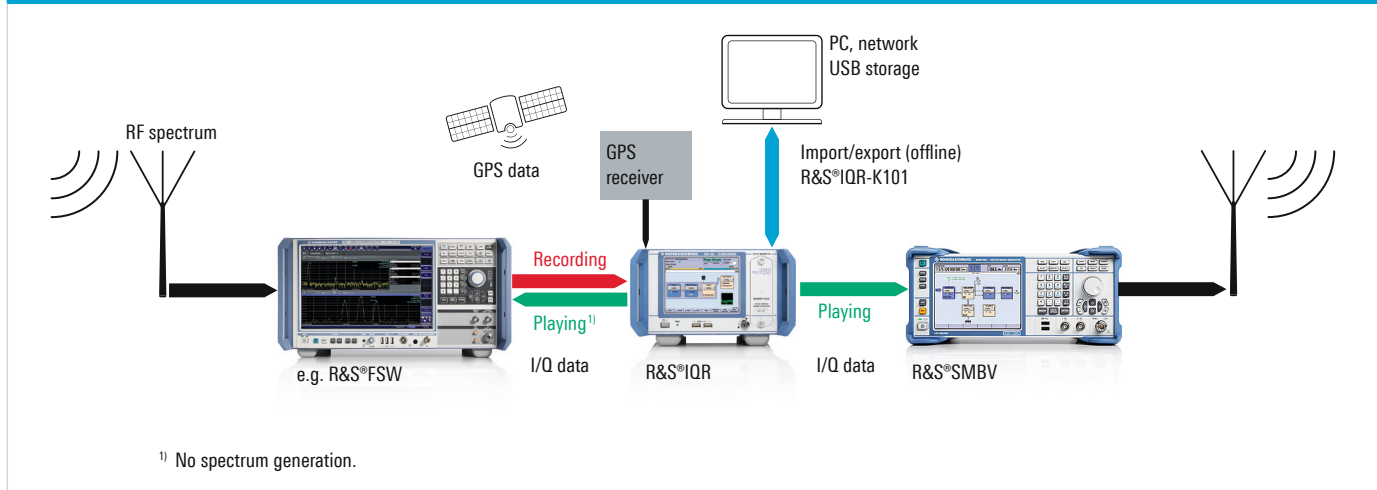 PC, network
USB storage
RF spectrum
GPS data
GPS
receiver
Import/export (offline)
R&S®IQR-K101
Recording
Playing¹⁾
Playing
I/Q data
I/Q data
e.g. R&S®FSW
R&S®IQR
R&S®SMBV
¹⁾ No spectrum generation.